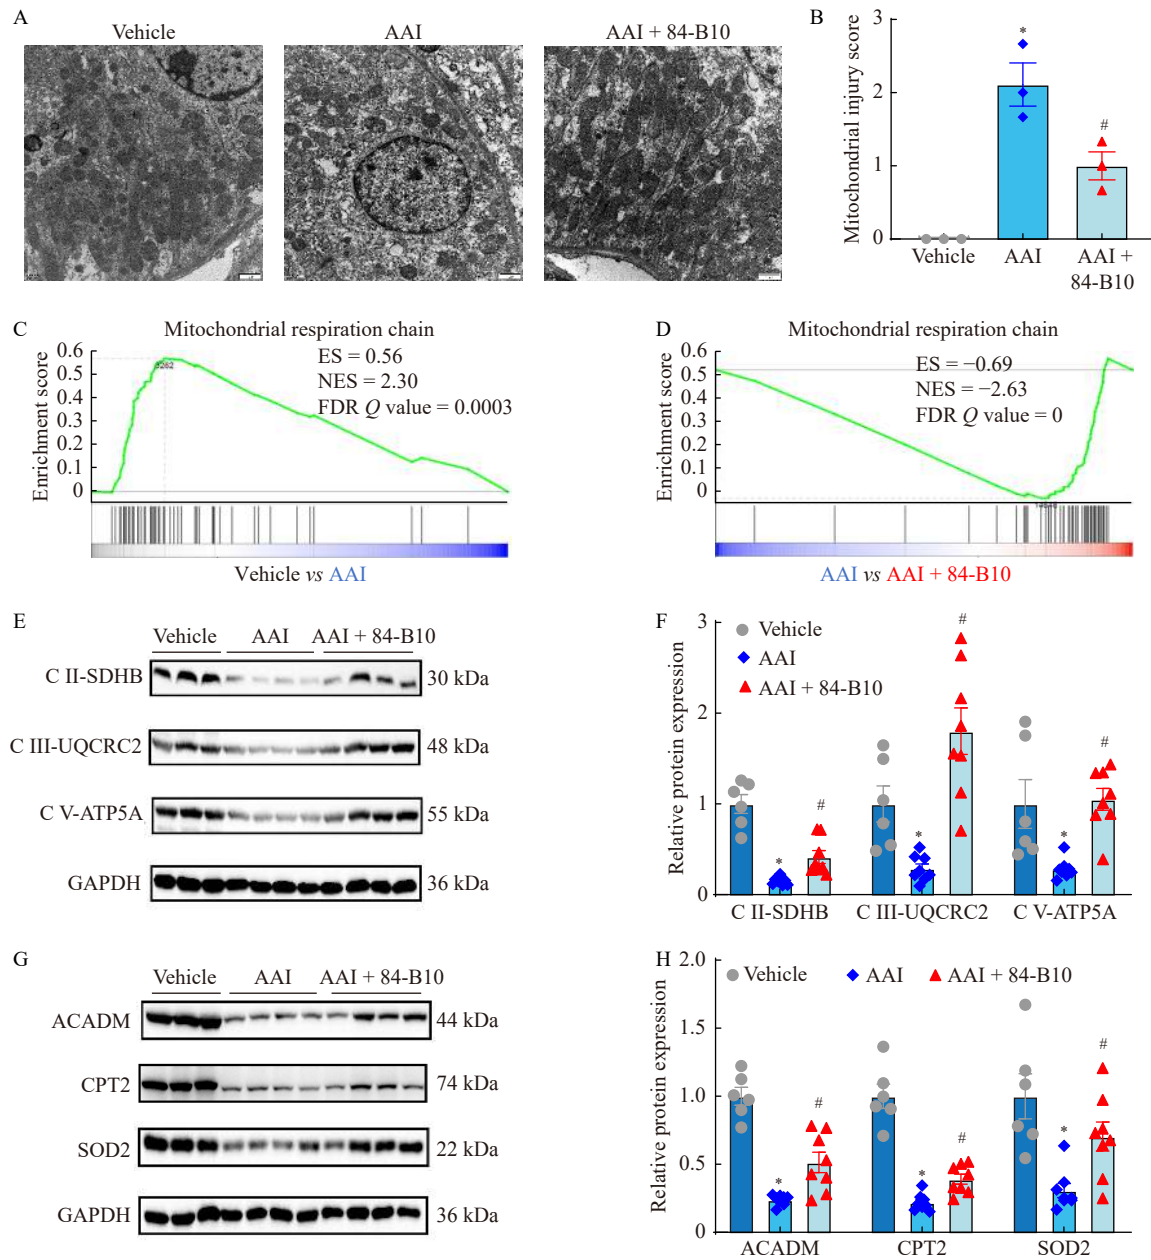 A
Vehicle
AAI
AAI + 84-B10
B
Mitochondrial injury score
3
2
1
0
*
#
Vehicle
AAI
AAI +
84-B10
C
Mitochondrial respiration chain
Enrichment score
0.6
0.5
0.4
0.3
0.2
0.1
0
ES = 0.56
NES = 2.30
FDR Q value = 0.0003
Vehicle vs AAI
D
Mitochondrial respiration chain
Enrichment score
0.6
0.5
0.4
0.3
0.2
0.1
0
ES = −0.69
NES = −2.63
FDR Q value = 0
AAI vs AAI + 84-B10
E
Vehicle
AAI
AAI + 84-B10
C II-SDHB
30 kDa
C III-UQCRC2
48 kDa
C V-ATP5A
55 kDa
GAPDH
36 kDa
F
Relative protein expression
3
2
1
0
Vehicle
AAI
AAI + 84-B10
*
#
*
#
*
#
C II-SDHB
C III-UQCRC2
C V-ATP5A
G
Vehicle
AAI
AAI + 84-B10
ACADM
44 kDa
CPT2
74 kDa
SOD2
22 kDa
GAPDH
36 kDa
H
Relative protein expression
2.0
1.5
1.0
0.5
0
Vehicle
AAI
AAI + 84-B10
*
#
*
#
*
#
ACADM
CPT2
SOD2